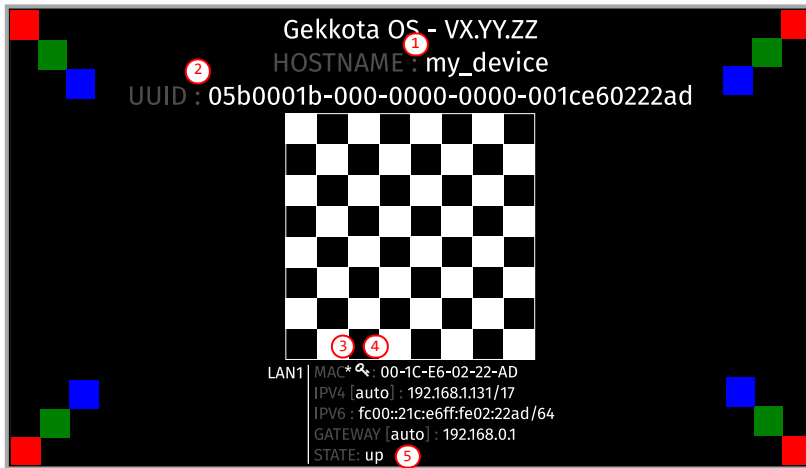 Gekkota OS - VX.YY.ZZ
1
HOSTNAME : my_device
2
UUID : 05b0001b-000-0000-0000-001ce60222ad
3 4
LAN1 MAC* : 00-1C-E6-02-22-AD
IPV4 [auto] : 192.168.1.131/17
IPV6 : fc00::21c:e6ff:fe02:22ad/64
GATEWAY [auto] : 192.168.0.1
STATE: up 5